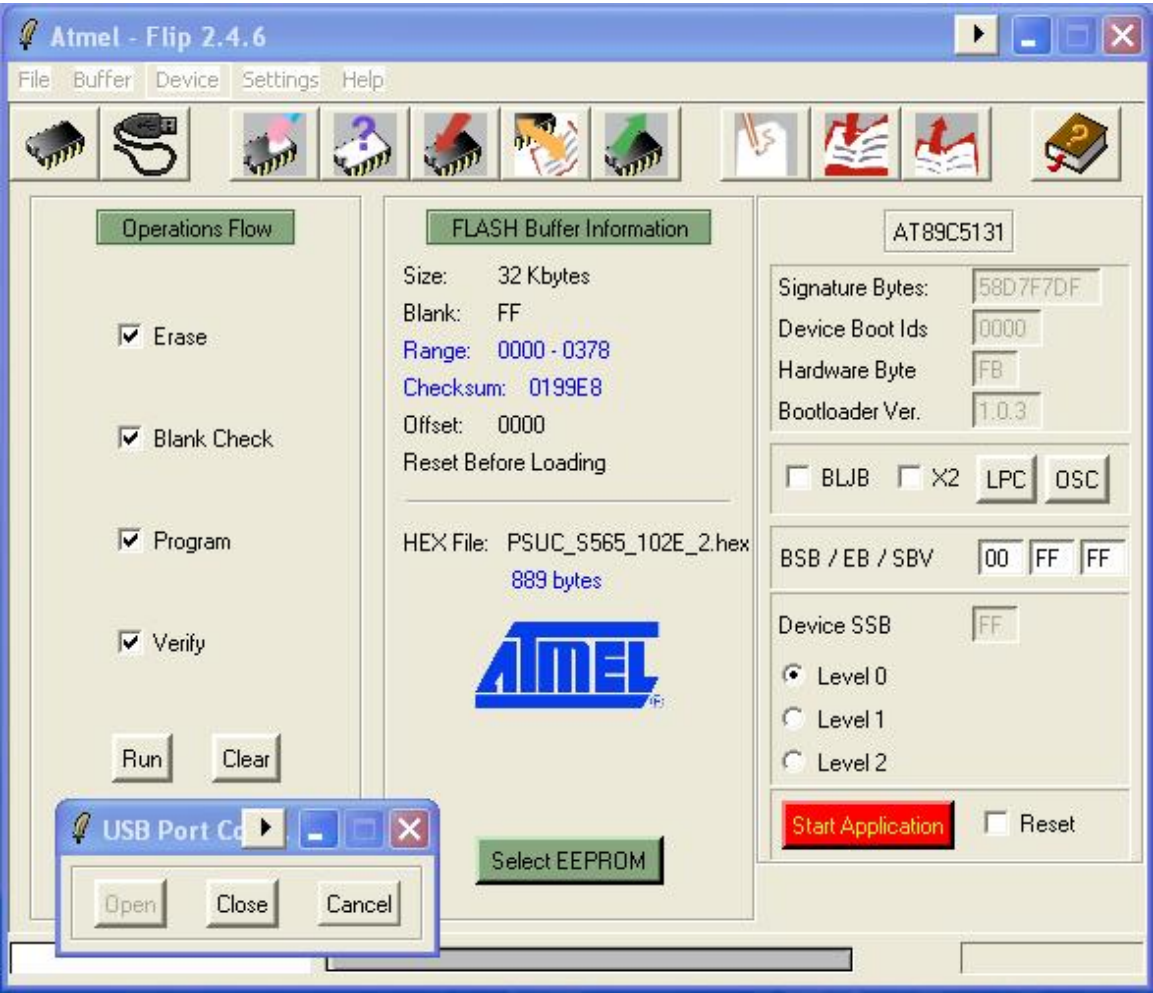 Atmel - Flip 2.4.6
File Buffer Device Settings Help
Operations Flow
Erase
Blank Check
Program
Verify
Run Clear
FLASH Buffer Information
Size: 32 Kbytes
Blank: FF
Range: 0000 - 0378
Checksum: 0199E8
Offset: 0000
Reset Before Loading
HEX File: PSUC_S565_102E_2.hex
889 bytes
ATMEL ®
Select EEPROM
AT89C5131
Signature Bytes: 58D7F7DF
Device Boot Ids 0000
Hardware Byte FB
Bootloader Ver. 1.0.3
BLJB X2 LPC OSC
BSB / EB / SBV 00 FF FF
Device SSB FF
Level 0
Level 1
Level 2
Start Application Reset
USB Port Co
Open Close Cancel